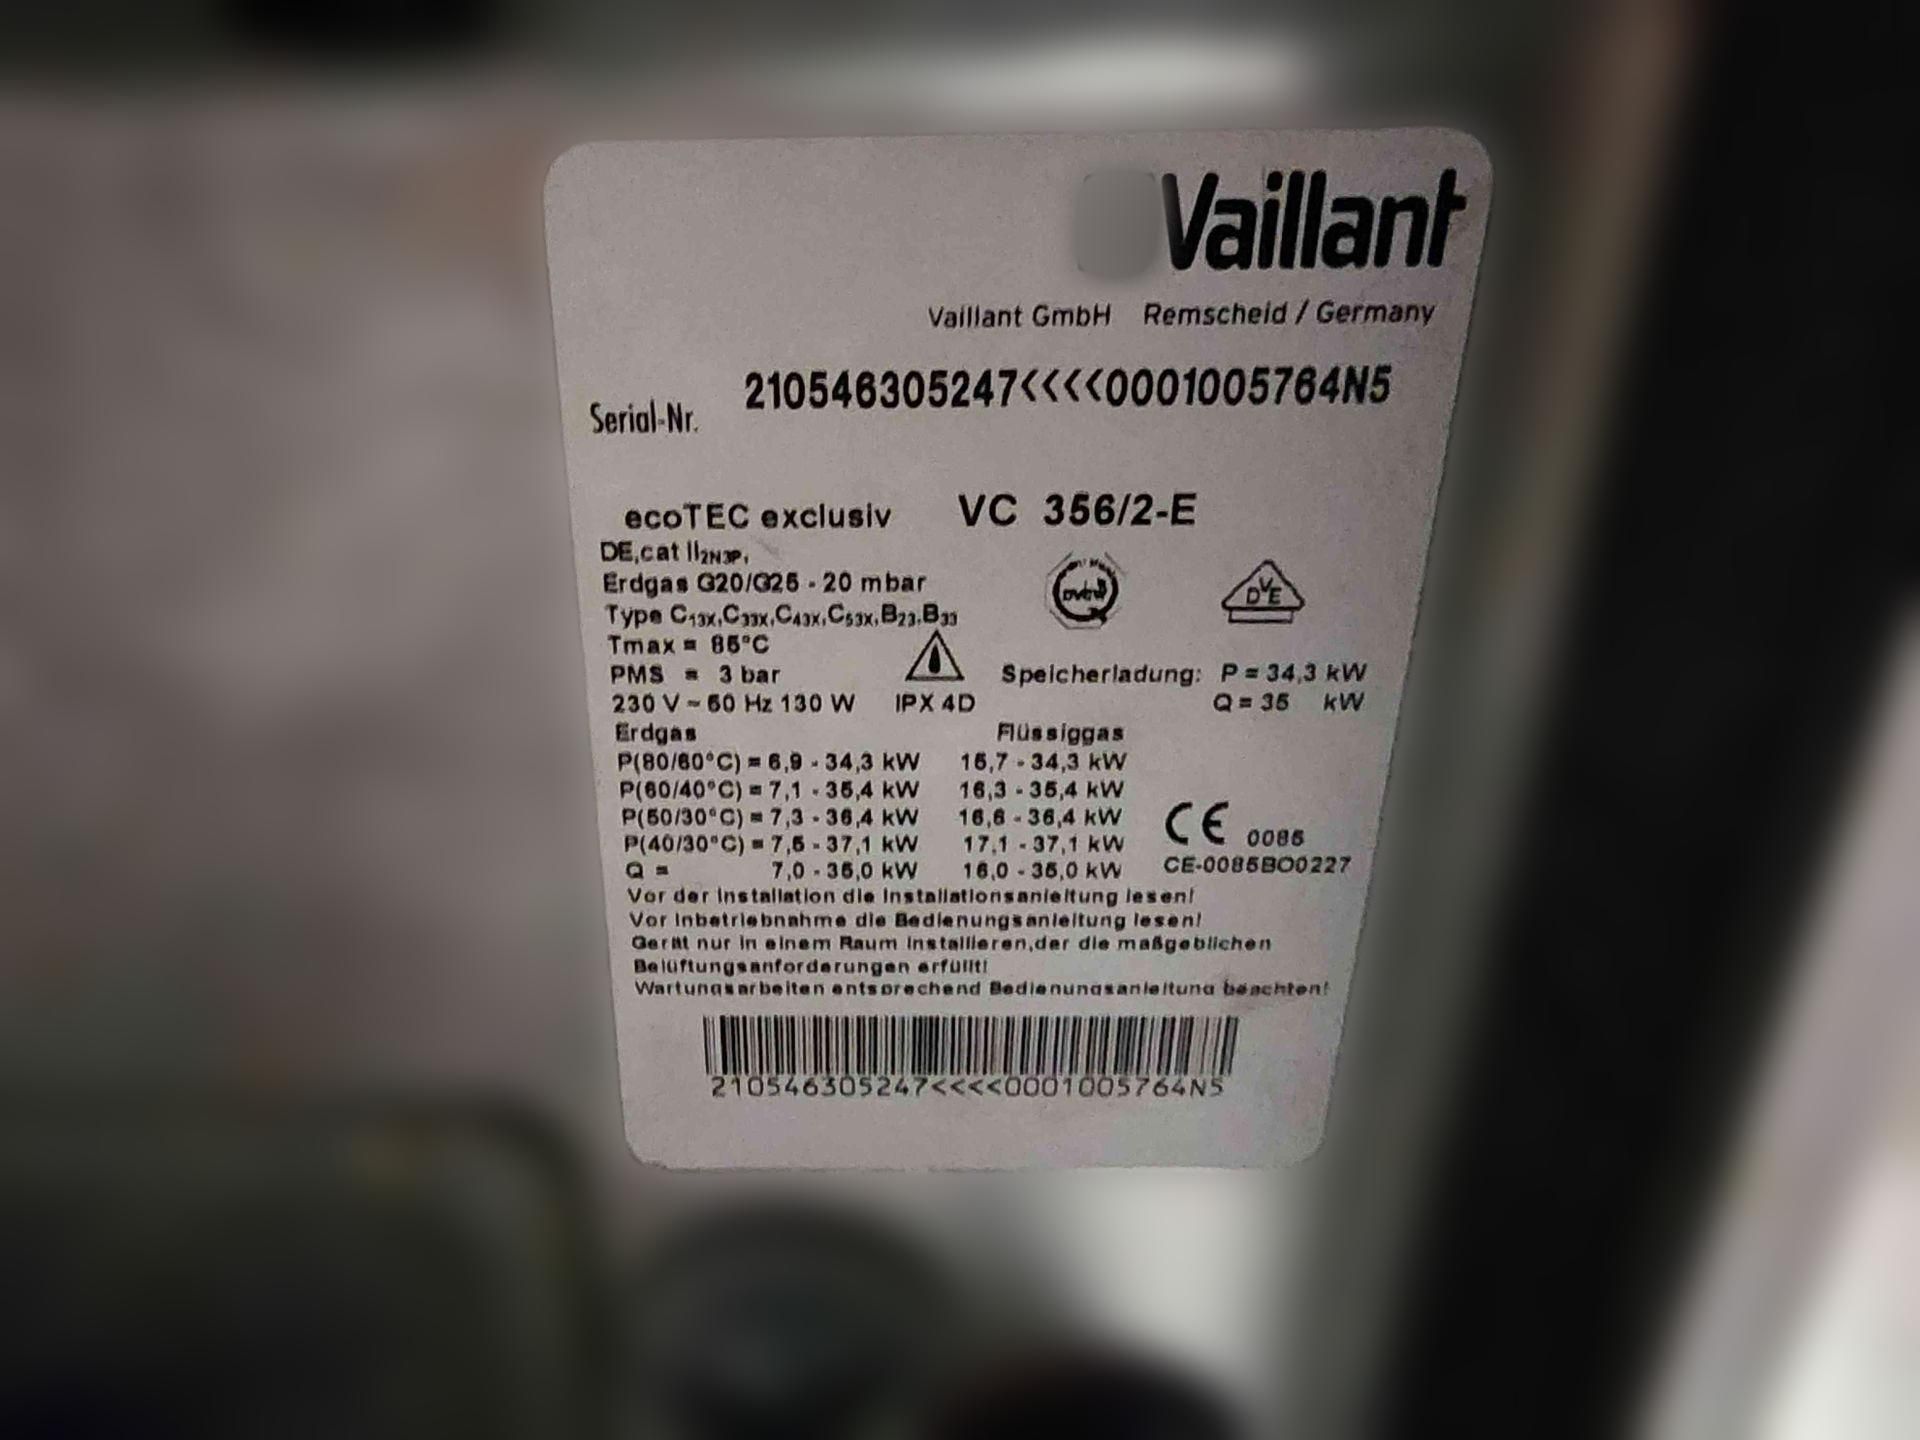 Vaillant
Vaillant GmbH Remscheid / Germany
Serial-Nr. 210546305247<<<<0001005764N5
ecoTEC exclusiv VC 356/2-E
DE,cat II2N3P,
Erdgas G20/G25 - 20 mbar
Type C13X,C33X,C43X,C53X,B23,B33
DVE
Tmax = 85°C
PMS = 3 bar
Speicherladung: P = 34,3 kW
230 V ~ 50 Hz 130 W IPX 4D Q = 35 kW
Erdgas Flüssiggas
P(80/60°C) = 6,9 - 34,3 kW 15,7 - 34,3 kW
P(60/40°C) = 7,1 - 35,4 kW 16,3 - 35,4 kW
P(50/30°C) = 7,3 - 36,4 kW 16,6 - 36,4 kW
P(40/30°C) = 7,5 - 37,1 kW 17,1 - 37,1 kW
CE 0085
Q = 7,0 - 35,0 kW 16,0 - 35,0 kW
CE-0085BO0227
Vor der Installation die Installationsanleitung lesen!
Vor Inbetriebnahme die Bedienungsanleitung lesen!
Gerät nur in einem Raum installieren,der die maßgeblichen
Belüftungsanforderungen erfüllt!
Wartungsarbeiten entsprechend Bedienungsanleitung beachten!
210546305247<<<<0001005764N5